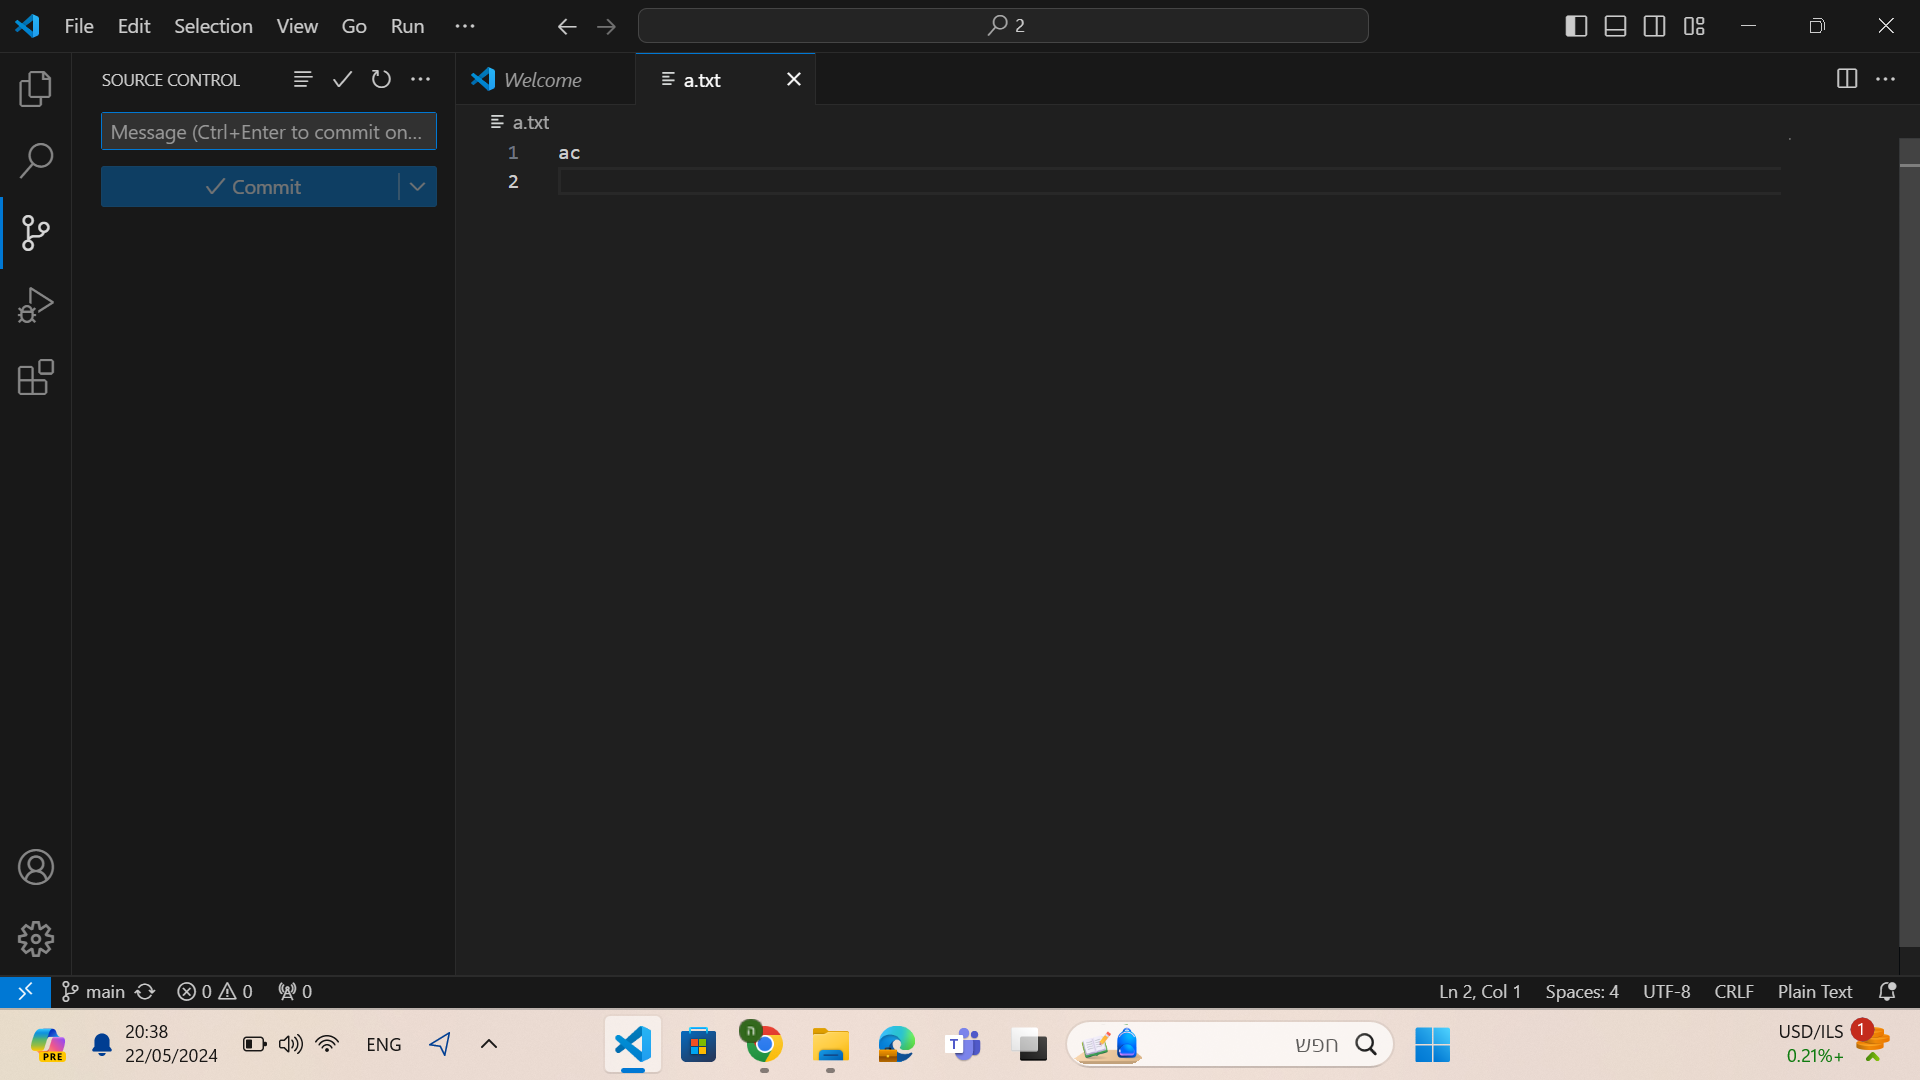 File Edit Selection View Go Run
2
SOURCE CONTROL
Message (Ctrl+Enter to commit on...
Commit
Welcome
a.txt
a.txt
1 ac
2
main 0 0 0
Ln 2, Col 1 Spaces: 4 UTF-8 CRLF Plain Text
PRE
20:38
22/05/2024
ENG
ה
T
חפש
USD/ILS
0.21%+
1